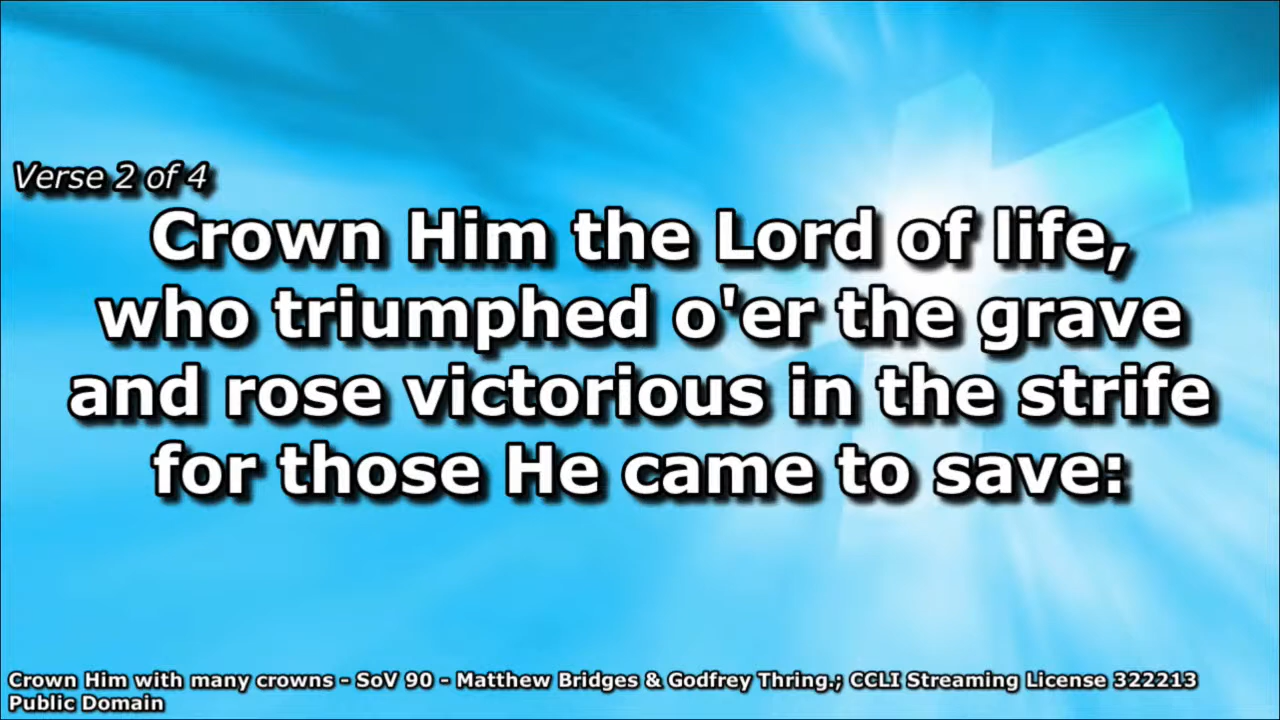 Verse 2 of 4
Crown Him the Lord of life,
who triumphed o'er the grave
and rose victorious in the strife
for those He came to save:
Crown Him with many crowns - SoV 90 - Matthew Bridges & Godfrey Thring.; CCLI Streaming License 322213
Public Domain